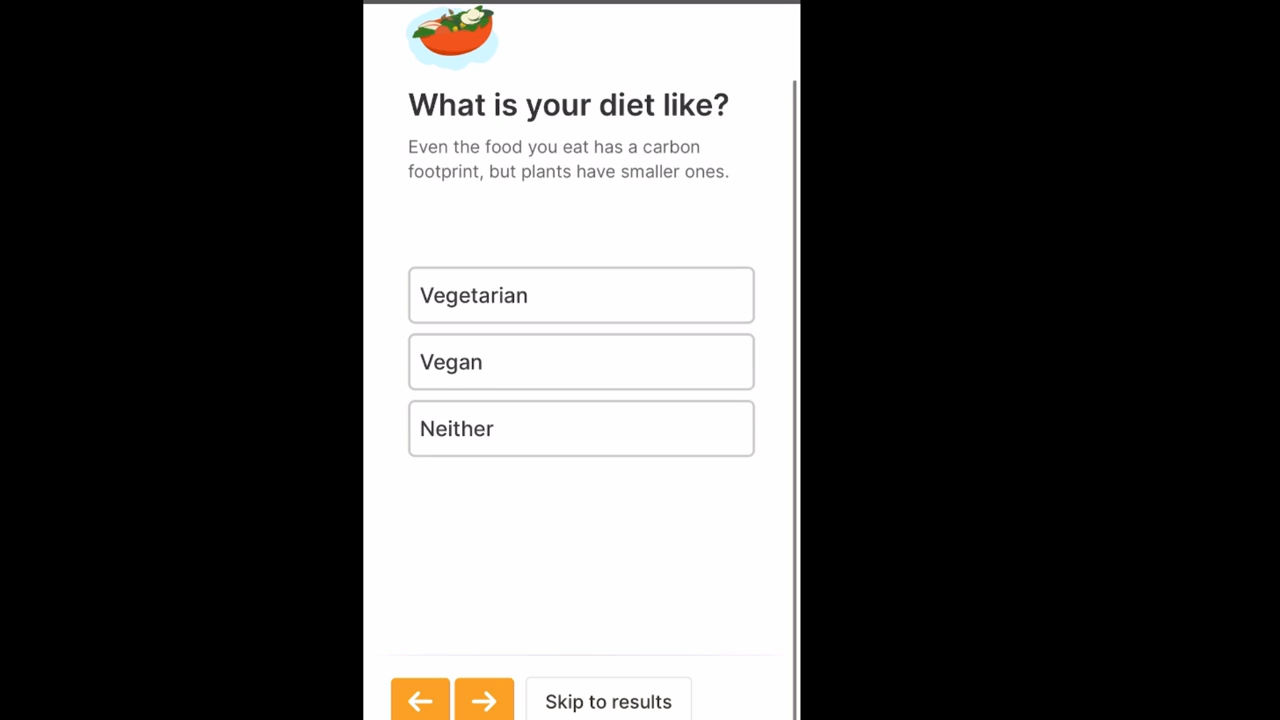 What is your diet like?
Even the food you eat has a carbon
footprint, but plants have smaller ones.
Vegetarian
Vegan
Neither
Skip to results